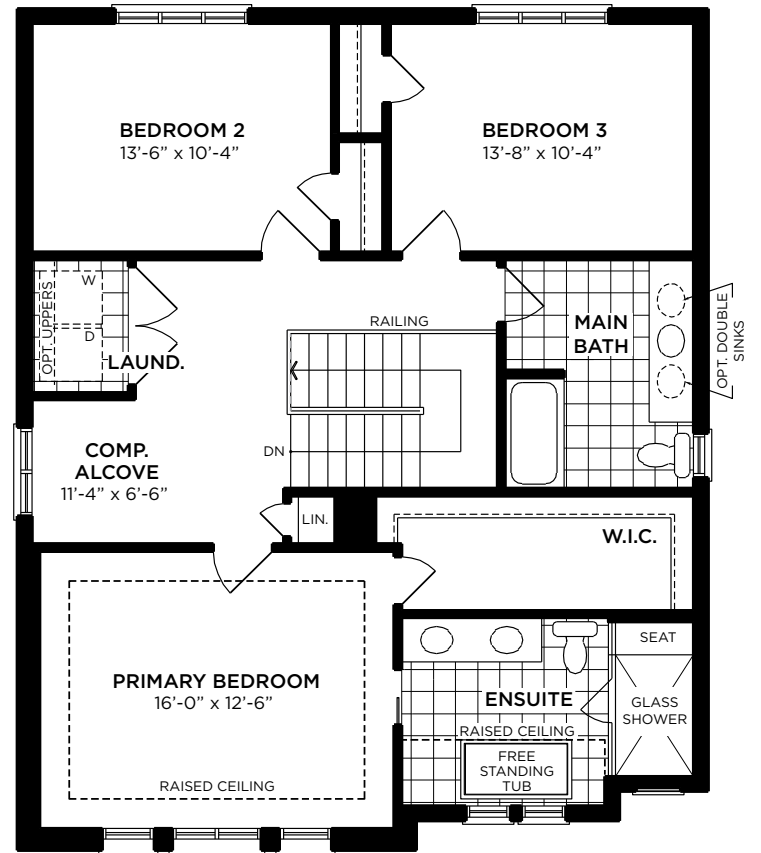 BEDROOM 2
13'-6" x 10'-4"
BEDROOM 3
13'-8" x 10'-4"
OPT. UPPERS
W
D
LAUND.
RAILING
MAIN
BATH
OPT. DOUBLE
SINKS
DN
COMP.
ALCOVE
11'-4" x 6'-6"
LIN.
W.I.C.
PRIMARY BEDROOM
16'-0" x 12'-6"
RAISED CEILING
ENSUITE
RAISED CEILING
FREE
STANDING
TUB
SEAT
GLASS
SHOWER